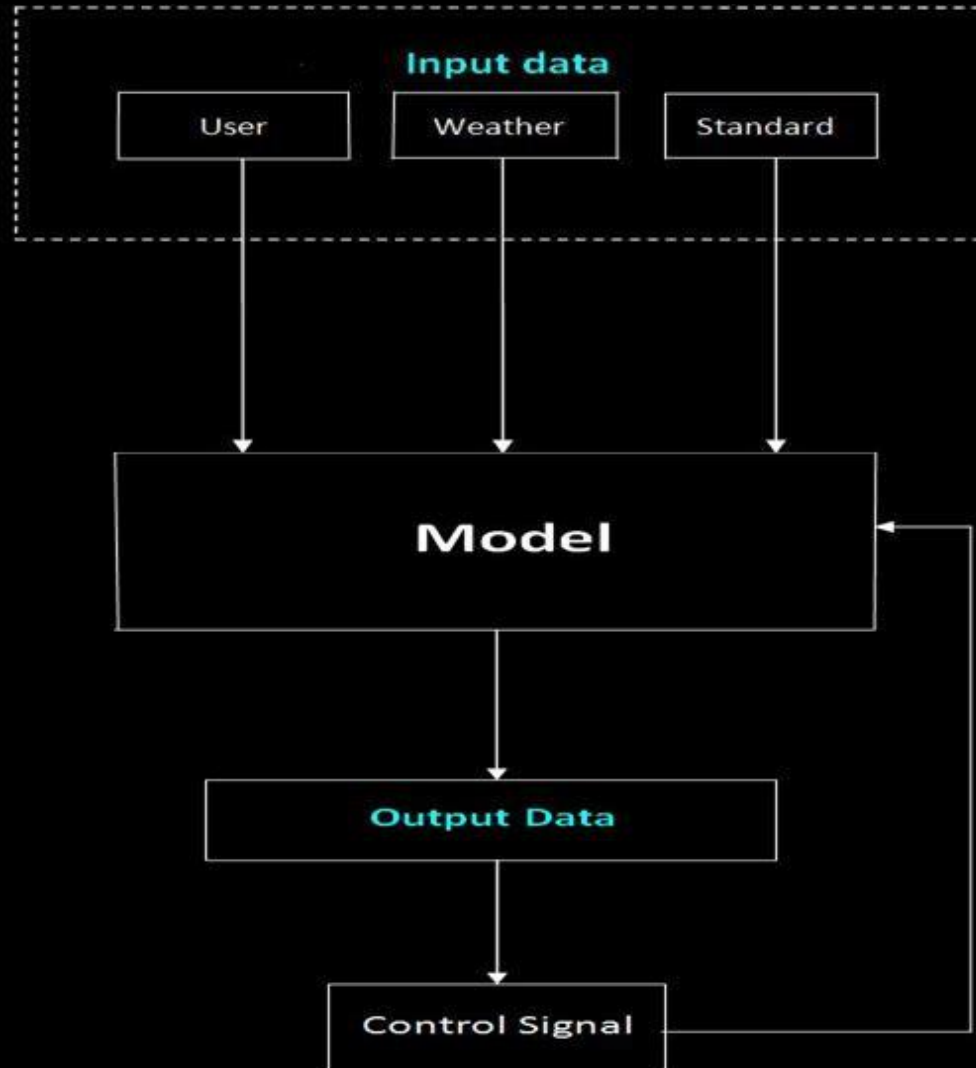 Input data
User
Weather
Standard
Model
Output Data
Control Signal